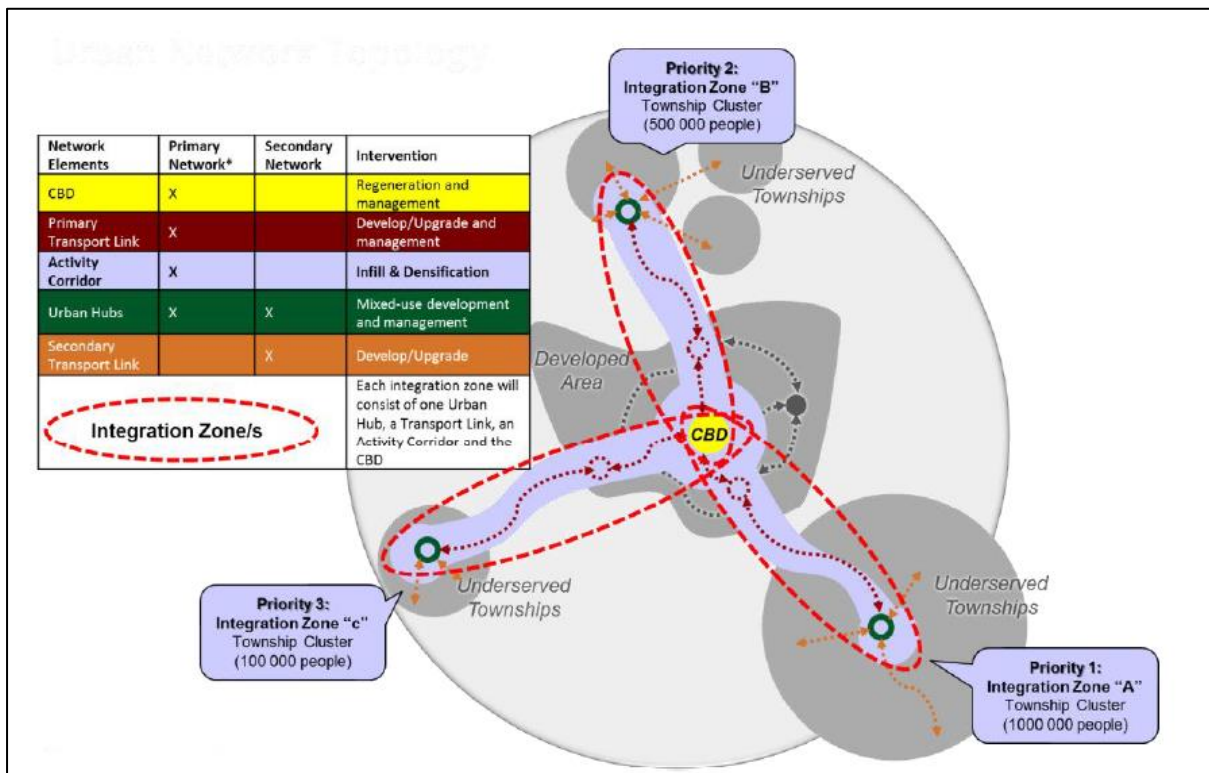 Urban Network Topology
Priority 2:
Integration Zone “B”
Township Cluster
(500 000 people)
Network Elements
Primary Network*
Secondary Network
Intervention
CBD
X
Regeneration and management
Primary Transport Link
X
Develop/Upgrade and management
Activity Corridor
X
Infill & Densification
Urban Hubs
X
X
Mixed-use development and management
Secondary Transport Link
X
Develop/Upgrade
Integration Zone/s
Each integration zone will
consist of one Urban
Hub, a Transport Link, an
Activity Corridor and the
CBD
Underserved
Townships
Developed
Area
CBD
Underserved
Townships
Priority 3:
Integration Zone “c”
Township Cluster
(100 000 people)
Underserved
Townships
Priority 1:
Integration Zone “A”
Township Cluster
(1000 000 people)